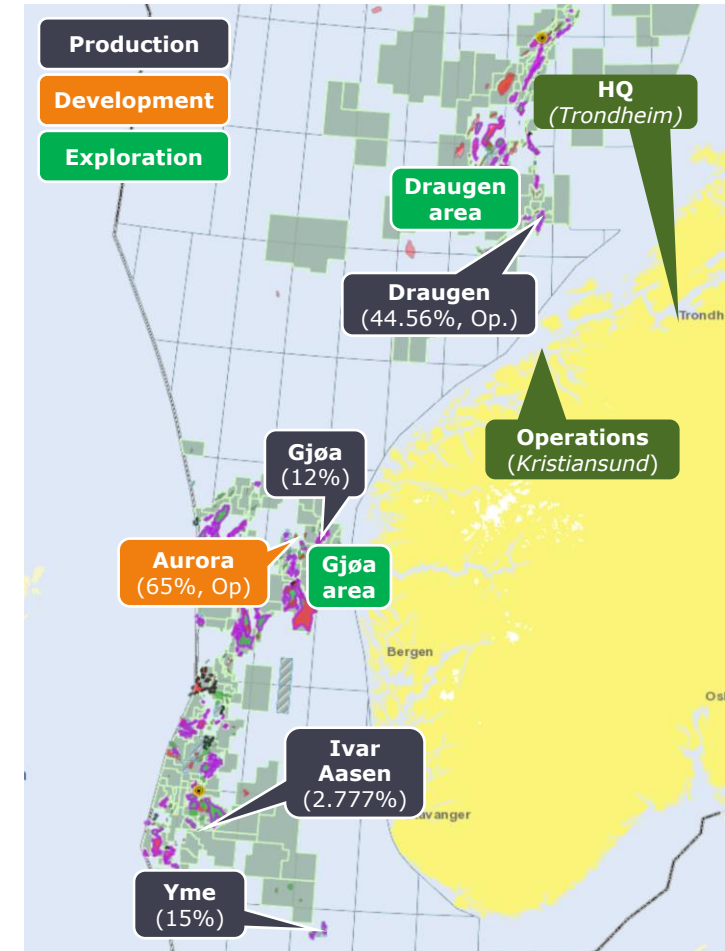 Production
Development
Exploration
HQ
(Trondheim)
Draugen
area
Draugen
(44.56%, Op.)
Trondh
Operations
(Kristiansund)
Gjøa
(12%)
Aurora
(65%, Op)
Gjøa
area
Bergen
Os
Ivar
Aasen
(2.777%)
avanger
Yme
(15%)